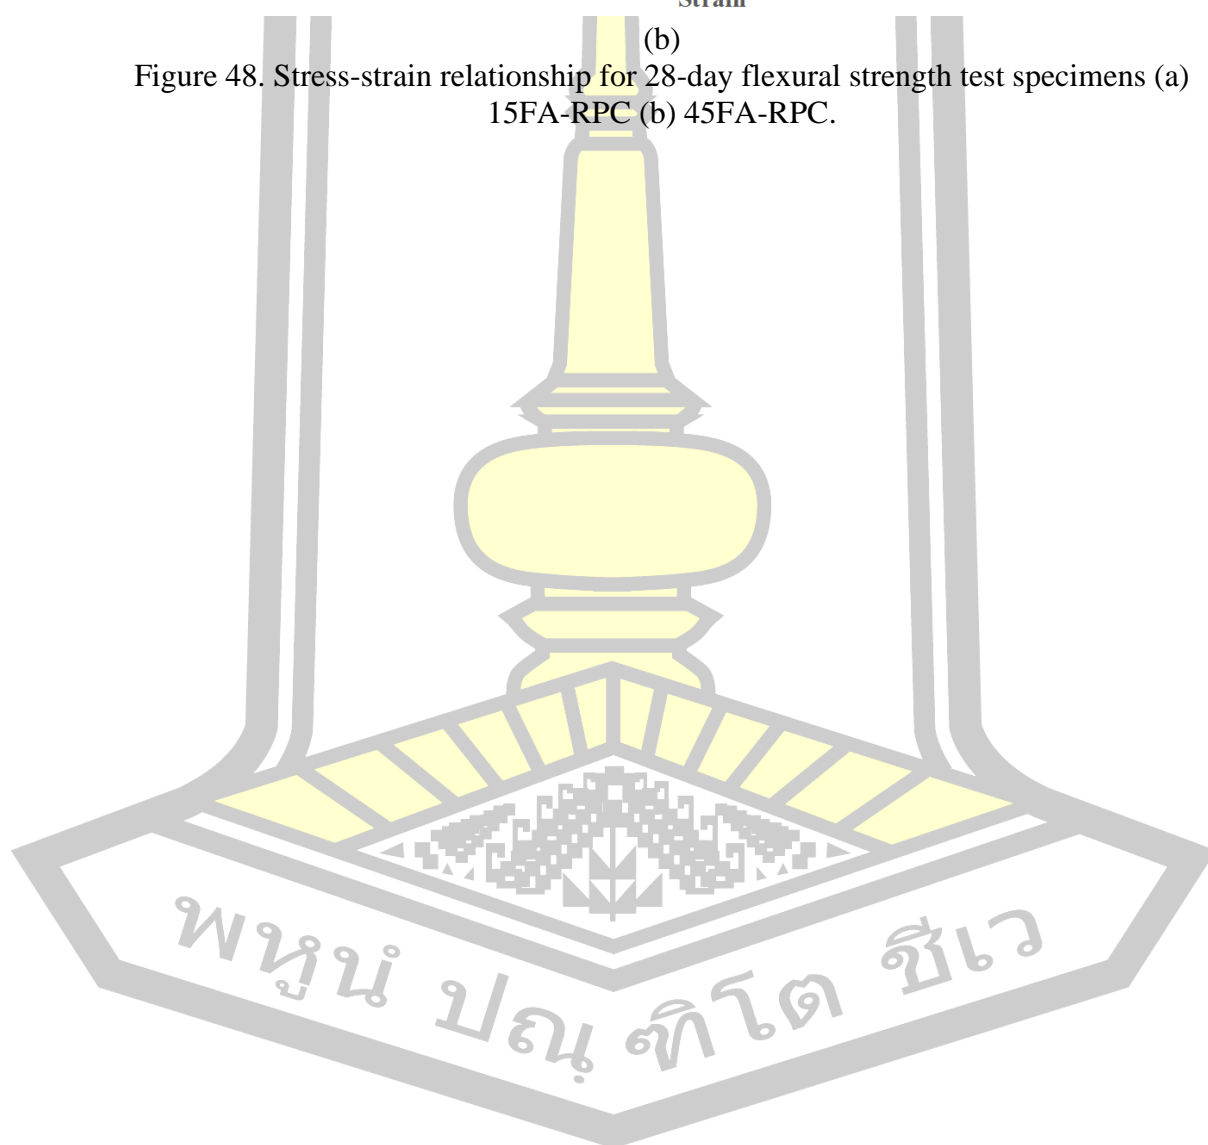 Strain
(b)
Figure 48. Stress-strain relationship for 28-day flexural strength test specimens (a)
15FA-RPC (b) 45FA-RPC.
พหูนํ ปณฺฑิโต ชีเว